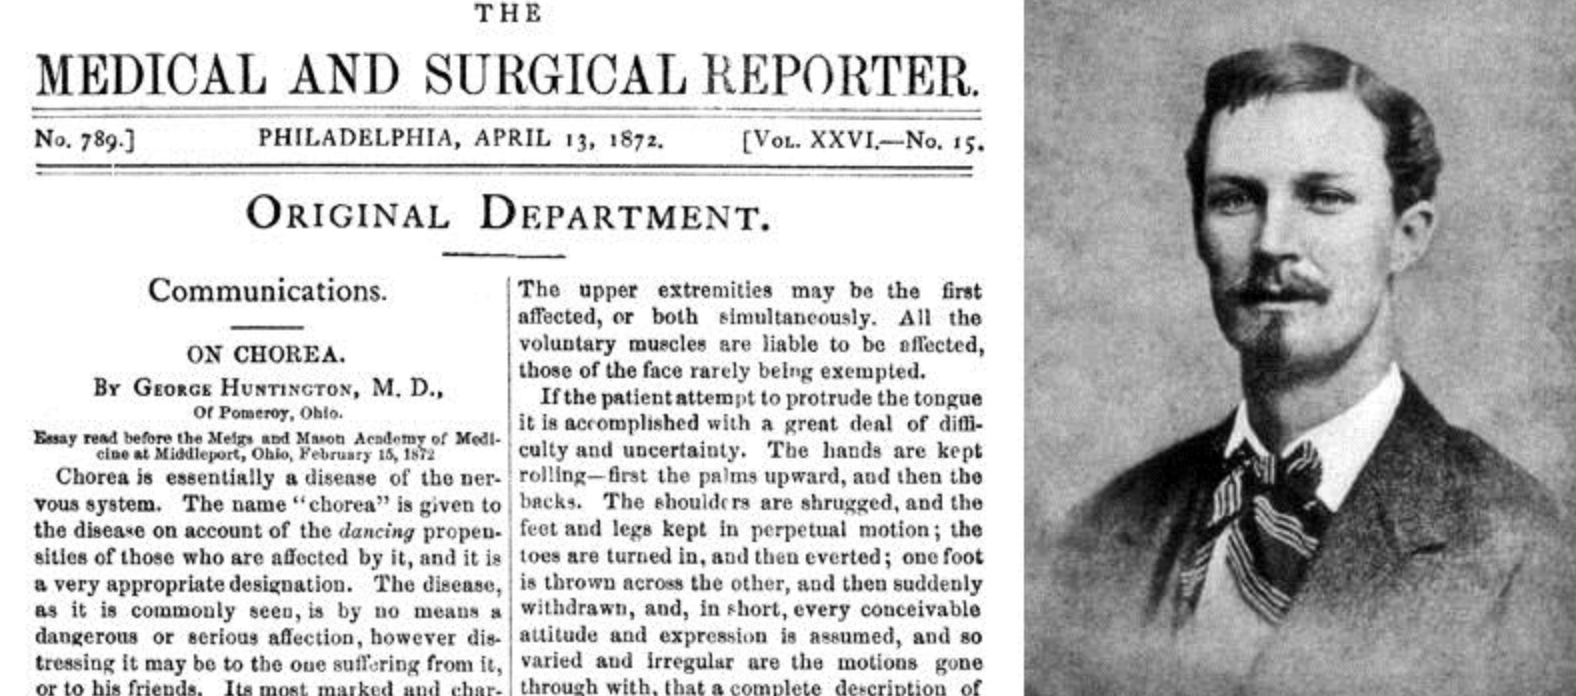 THE
MEDICAL AND SURGICAL REPORTER.
No. 789.] PHILADELPHIA, APRIL 13, 1872. [VOL. XXVI.—No. 15.
ORIGINAL DEPARTMENT.
Communications.
ON CHOREA.
BY GEORGE HUNTINGTON, M. D.,
Of Pomeroy, Ohio.
Essay read before the Meigs and Mason Academy of Medi-
cine at Middleport, Ohio, February 15, 1872
Chorea is essentially a disease of the ner-
vous system. The name "chorea" is given to
the disease on account of the dancing propen-
sities of those who are affected by it, and it is
a very appropriate designation. The disease,
as it is commonly seen, is by no means a
dangerous or serious affection, however dis-
tressing it may be to the one suffering from it,
or to his friends. Its most marked and char-
The upper extremities may be the first
affected, or both simultaneously. All the
voluntary muscles are liable to be affected,
those of the face rarely being exempted.
If the patient attempt to protrude the tongue
it is accomplished with a great deal of diffi-
culty and uncertainty. The hands are kept
rolling—first the palms upward, and then the
backs. The shoulders are shrugged, and the
feet and legs kept in perpetual motion; the
toes are turned in, and then everted; one foot
is thrown across the other, and then suddenly
withdrawn, and, in short, every conceivable
attitude and expression is assumed, and so
varied and irregular are the motions gone
through with, that a complete description of